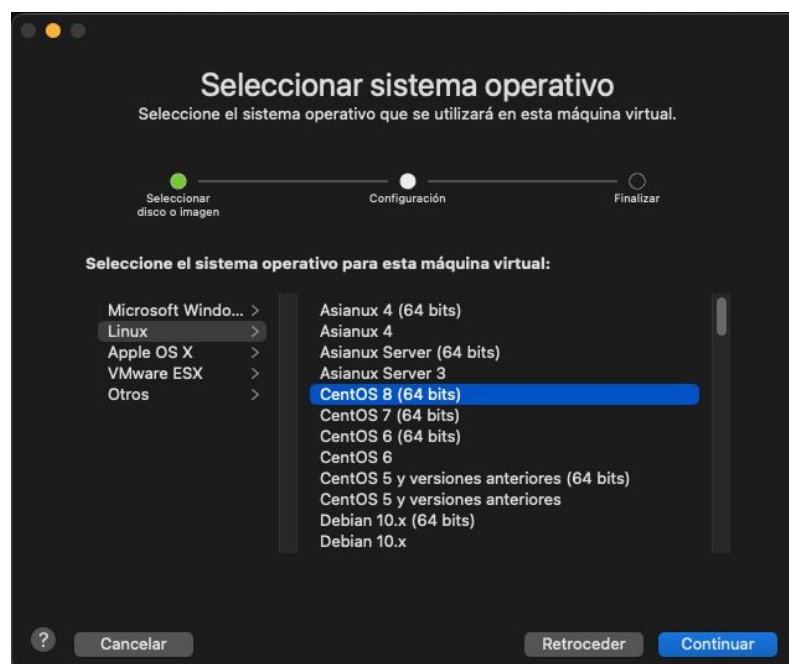 Seleccionar sistema operativo
Seleccione el sistema operativo que se utilizará en esta máquina virtual.
Seleccionar
disco o imagen
Configuración
Finalizar
Seleccione el sistema operativo para esta máquina virtual:
Microsoft Windo... >
Linux >
Apple OS X >
VMware ESX >
Otros >
Asianux 4 (64 bits)
Asianux 4
Asianux Server (64 bits)
Asianux Server 3
CentOS 8 (64 bits)
CentOS 7 (64 bits)
CentOS 6 (64 bits)
CentOS 6
CentOS 5 y versiones anteriores (64 bits)
CentOS 5 y versiones anteriores
Debian 10.x (64 bits)
Debian 10.x
? Cancelar Retroceder Continuar